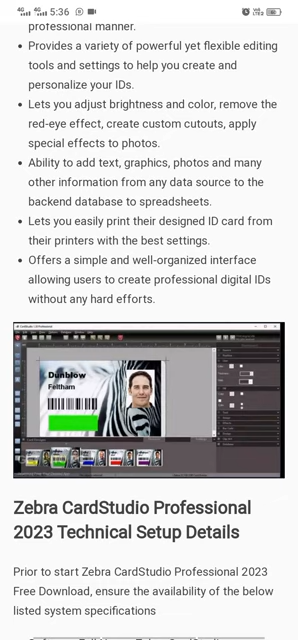 5:36
professional manner.
• Provides a variety of powerful yet flexible editing
tools and settings to help you create and
personalize your IDs.
• Lets you adjust brightness and color, remove the
red-eye effect, create custom cutouts, apply
special effects to photos.
• Ability to add text, graphics, photos and many
other information from any data source to the
backend database to spreadsheets.
• Lets you easily print their designed ID card from
their printers with the best settings.
• Offers a simple and well-organized interface
allowing users to create professional digital IDs
without any hard efforts.
Dunblow
Feltham
Zebra CardStudio Professional
2023 Technical Setup Details
Prior to start Zebra CardStudio Professional 2023
Free Download, ensure the availability of the below
listed system specifications